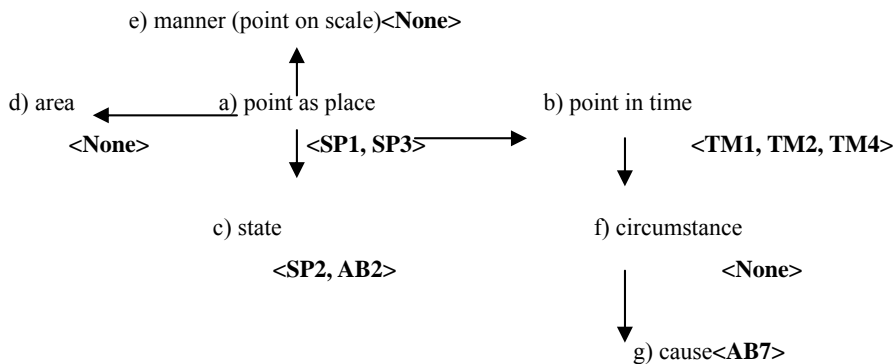 e) manner (point on scale)<None>
d) area a) point as place b) point in time
<None> <SP1, SP3> <TM1, TM2, TM4>
c) state f) circumstance
<SP2, AB2> <None>
g) cause<AB7>